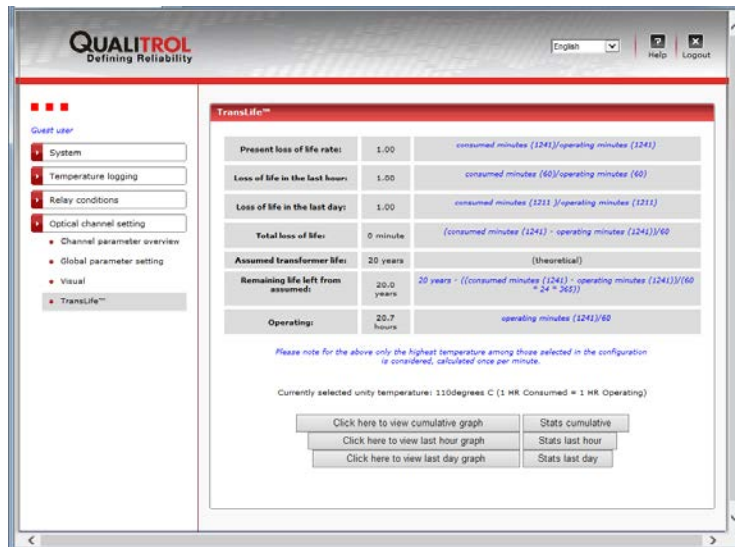 QUALITROL
Defining Reliability
English
Help
Logout
Guest user
System
Temperature logging
Relay conditions
Optical channel setting
Channel parameter overview
Global parameter setting
Visual
TransLife™
TransLife™
Present loss of life rate: 1.00 consumed minutes (1241)/operating minutes (1241)
Loss of life in the last hour: 1.00 consumed minutes (60)/operating minutes (60)
Loss of life in the last day: 1.00 consumed minutes (1211 )/operating minutes (1211)
Total loss of life: 0 minute (consumed minutes (1241) - operating minutes (1241))/60
Assumed transformer life: 20 years (theoretical)
Remaining life left from
assumed:
20.0
years
20 years - ((consumed minutes (1241) - operating minutes (1241))/(60
* 24 * 365))
Operating:
20.7
hours
operating minutes (1241)/60
Please note for the above only the highest temperature among those selected in the configuration
is considered, calculated once per minute.
Currently selected unity temperature: 110degrees C (1 HR Consumed = 1 HR Operating)
Click here to view cumulative graph Stats cumulative
Click here to view last hour graph Stats last hour
Click here to view last day graph Stats last day